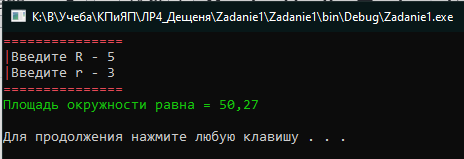 K:\В\Учеба\КПиЯП\ЛР4_Дещеня\Zadanie1\Zadanie1\bin\Debug\Zadanie1.exe
===============
|Введите R - 5
|Введите r - 3
===============
Площадь окружности равна = 50,27
Для продолжения нажмите любую клавишу . . .